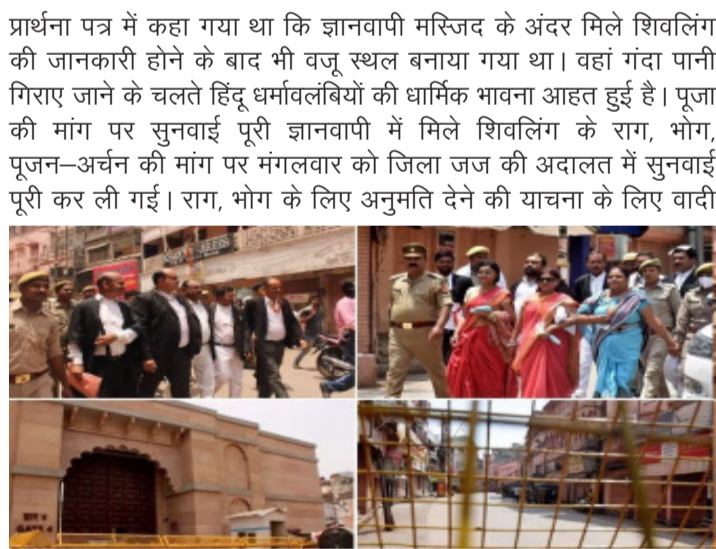 प्रार्थना पत्र में कहा गया था कि ज्ञानवापी मस्जिद के अंदर मिले शिवलिंग
की जानकारी होने के बाद भी वजू स्थल बनाया गया था। वहां गंदा पानी
गिराए जाने के चलते हिंदू धर्मावलंबियों की धार्मिक भावना आहत हुई है। पूजा
की मांग पर सुनवाई पूरी ज्ञानवापी में मिले शिवलिंग के राग, भोग,
पूजन–अर्चन की मांग पर मंगलवार को जिला जज की अदालत में सुनवाई
पूरी कर ली गई। राग, भोग के लिए अनुमति देने की याचना के लिए वादी